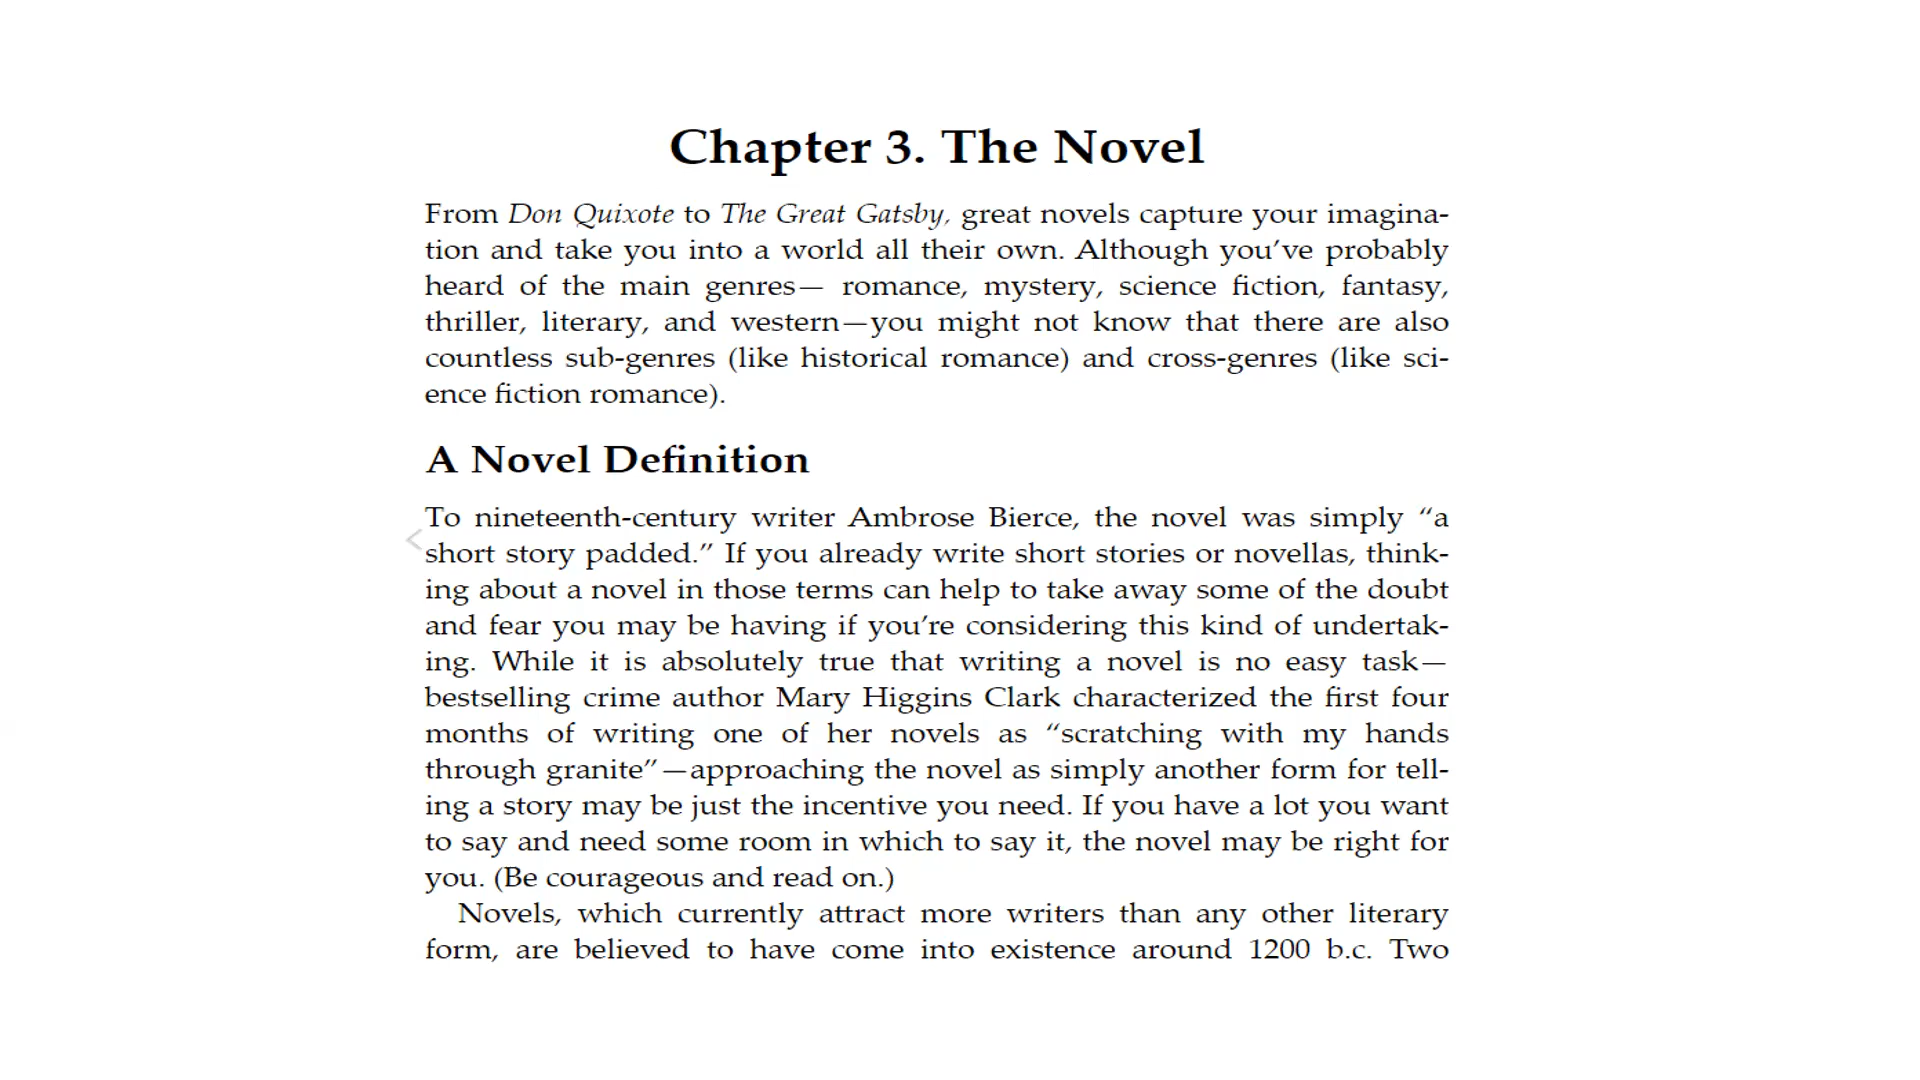 Chapter 3. The Novel
From Don Quixote to The Great Gatsby, great novels capture your imagina-
tion and take you into a world all their own. Although you’ve probably
heard of the main genres— romance, mystery, science fiction, fantasy,
thriller, literary, and western—you might not know that there are also
countless sub-genres (like historical romance) and cross-genres (like sci-
ence fiction romance).
A Novel Definition
To nineteenth-century writer Ambrose Bierce, the novel was simply “a
short story padded.” If you already write short stories or novellas, think-
ing about a novel in those terms can help to take away some of the doubt
and fear you may be having if you’re considering this kind of undertak-
ing. While it is absolutely true that writing a novel is no easy task—
bestselling crime author Mary Higgins Clark characterized the first four
months of writing one of her novels as “scratching with my hands
through granite”—approaching the novel as simply another form for tell-
ing a story may be just the incentive you need. If you have a lot you want
to say and need some room in which to say it, the novel may be right for
you. (Be courageous and read on.)
Novels, which currently attract more writers than any other literary
form, are believed to have come into existence around 1200 b.c. Two